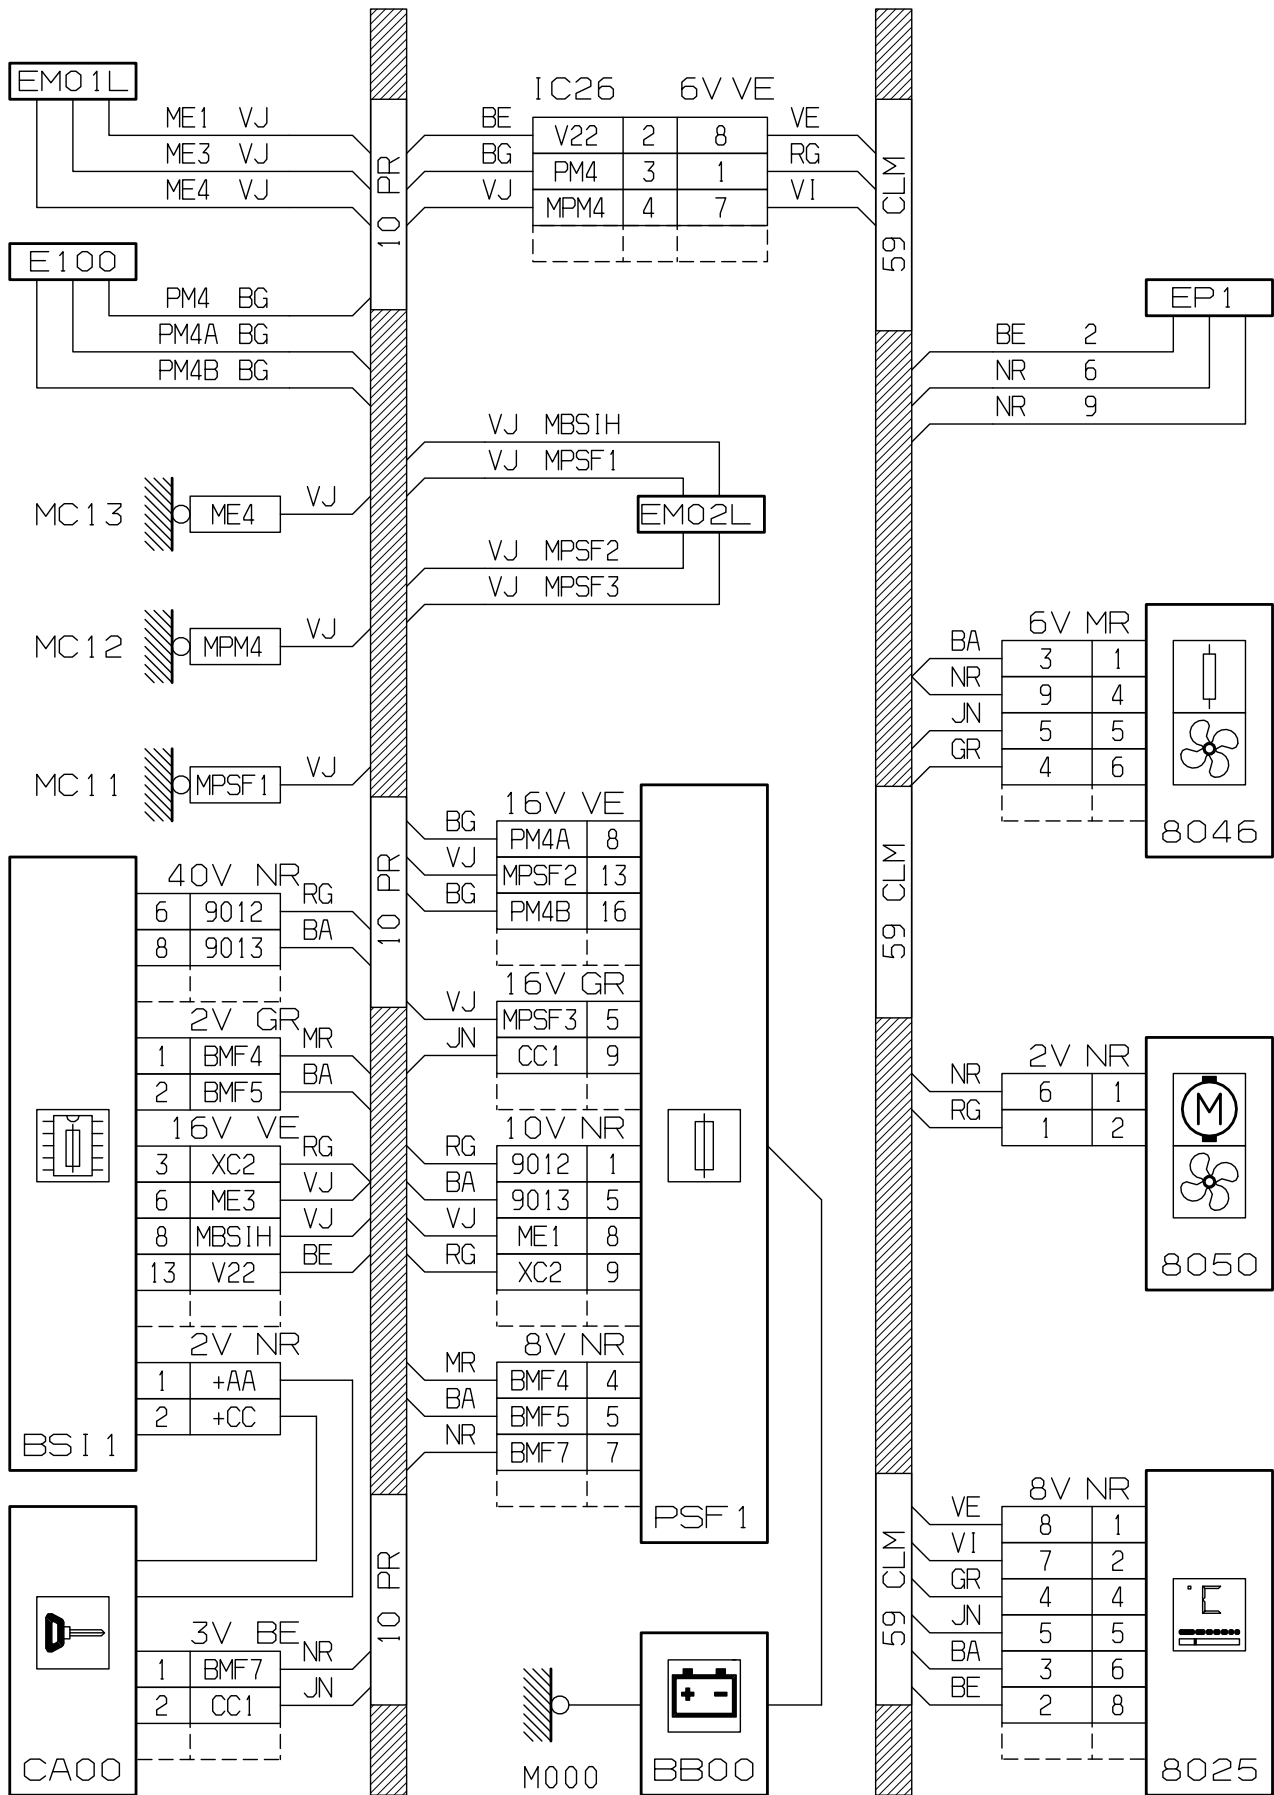 EM01L
ME1 VJ
ME3 VJ
ME4 VJ
10 PR
IC26 6V VE
BE V22 2 8 VE
BG PM4 3 1 RG
VJ MPM4 4 7 VI
59 CLM
E100
PM4 BG
PM4A BG
PM4B BG
EP1
BE 2
NR 6
NR 9
VJ MBSIH
VJ MPSF1
EM02L
VJ MPSF2
VJ MPSF3
MC13 ME4 VJ
MC12 MPM4 VJ
MC11 MPSF1 VJ
6V MR
BA 3 1
NR 9 4
JN 5 5
GR 4 6
8046
40V NR
6 9012 RG
8 9013 BA
2V GR
1 BMF4 MR
2 BMF5 BA
16V VE
3 XC2 RG
6 ME3 VJ
8 MBSIH VJ
13 V22 BE
2V NR
1 +AA
2 +CC
BSI1
10 PR
16V VE
BG PM4A 8
VJ MPSF2 13
BG PM4B 16
16V GR
VJ MPSF3 5
JN CC1 9
10V NR
RG 9012 1
BA 9013 5
VJ ME1 8
RG XC2 9
8V NR
MR BMF4 4
BA BMF5 5
NR BMF7 7
PSF1
59 CLM
2V NR
NR 6 1
RG 1 2
M
8050
3V BE
1 BMF7 NR
2 CC1 JN
CA00
10 PR
M000
+ -
BB00
59 CLM
8V NR
VE 8 1
VI 7 2
GR 4 4
JN 5 5
BA 3 6
BE 2 8
°C
8025